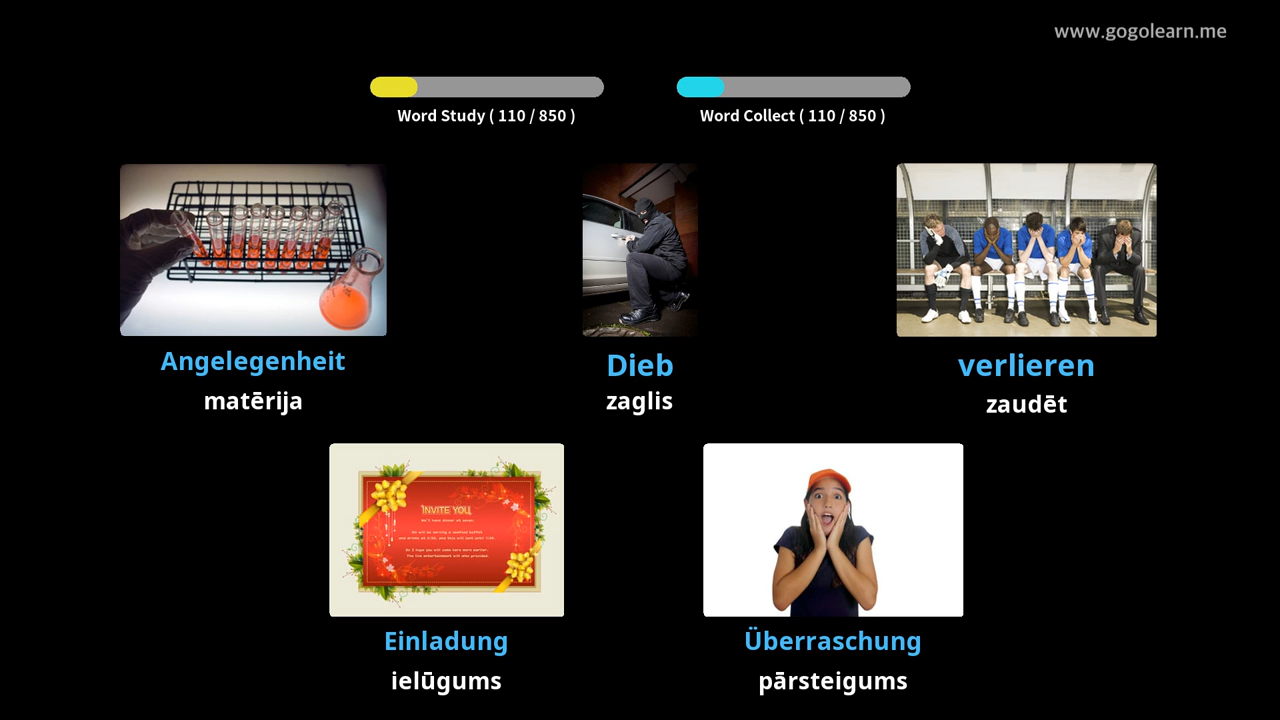 www.gogolearn.me
Word Study ( 110 / 850 )
Word Collect ( 110 / 850 )
Angelegenheit
matērija
Dieb
zaglis
verlieren
zaudēt
INVITE YOU
Einladung
ielūgums
Überraschung
pārsteigums